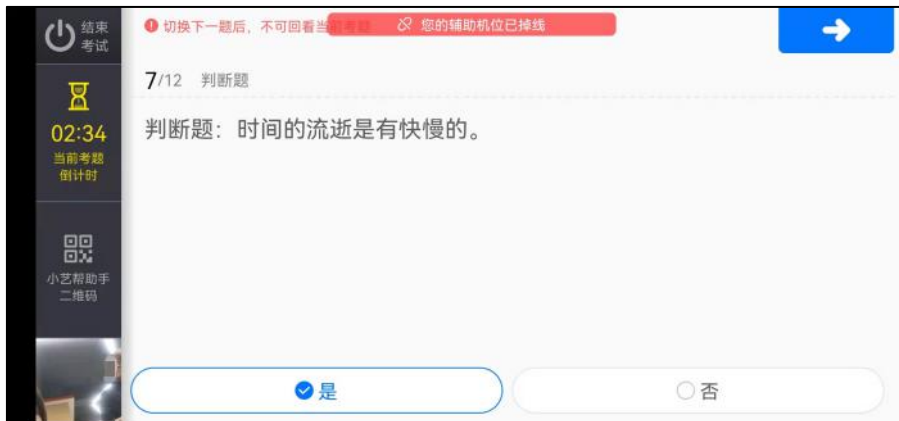 结束
考试
02:34
当前考题
倒计时
小艺帮助手
二维码
切换下一题后，不可回看当前考题
您的辅助机位已掉线
7/12 判断题
判断题：时间的流逝是有快慢的。
是
否